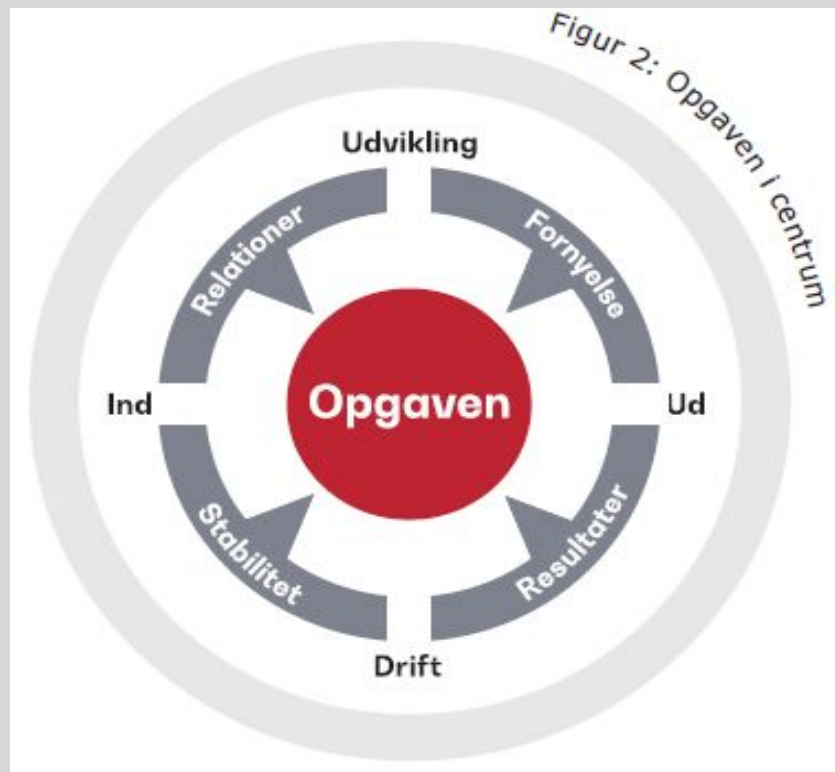 Figur 2: Opgaven i centrum
Udvikling
Relationer
Fornyelse
Ind
Opgaven
Ud
Stabilitet
Resultater
Drift